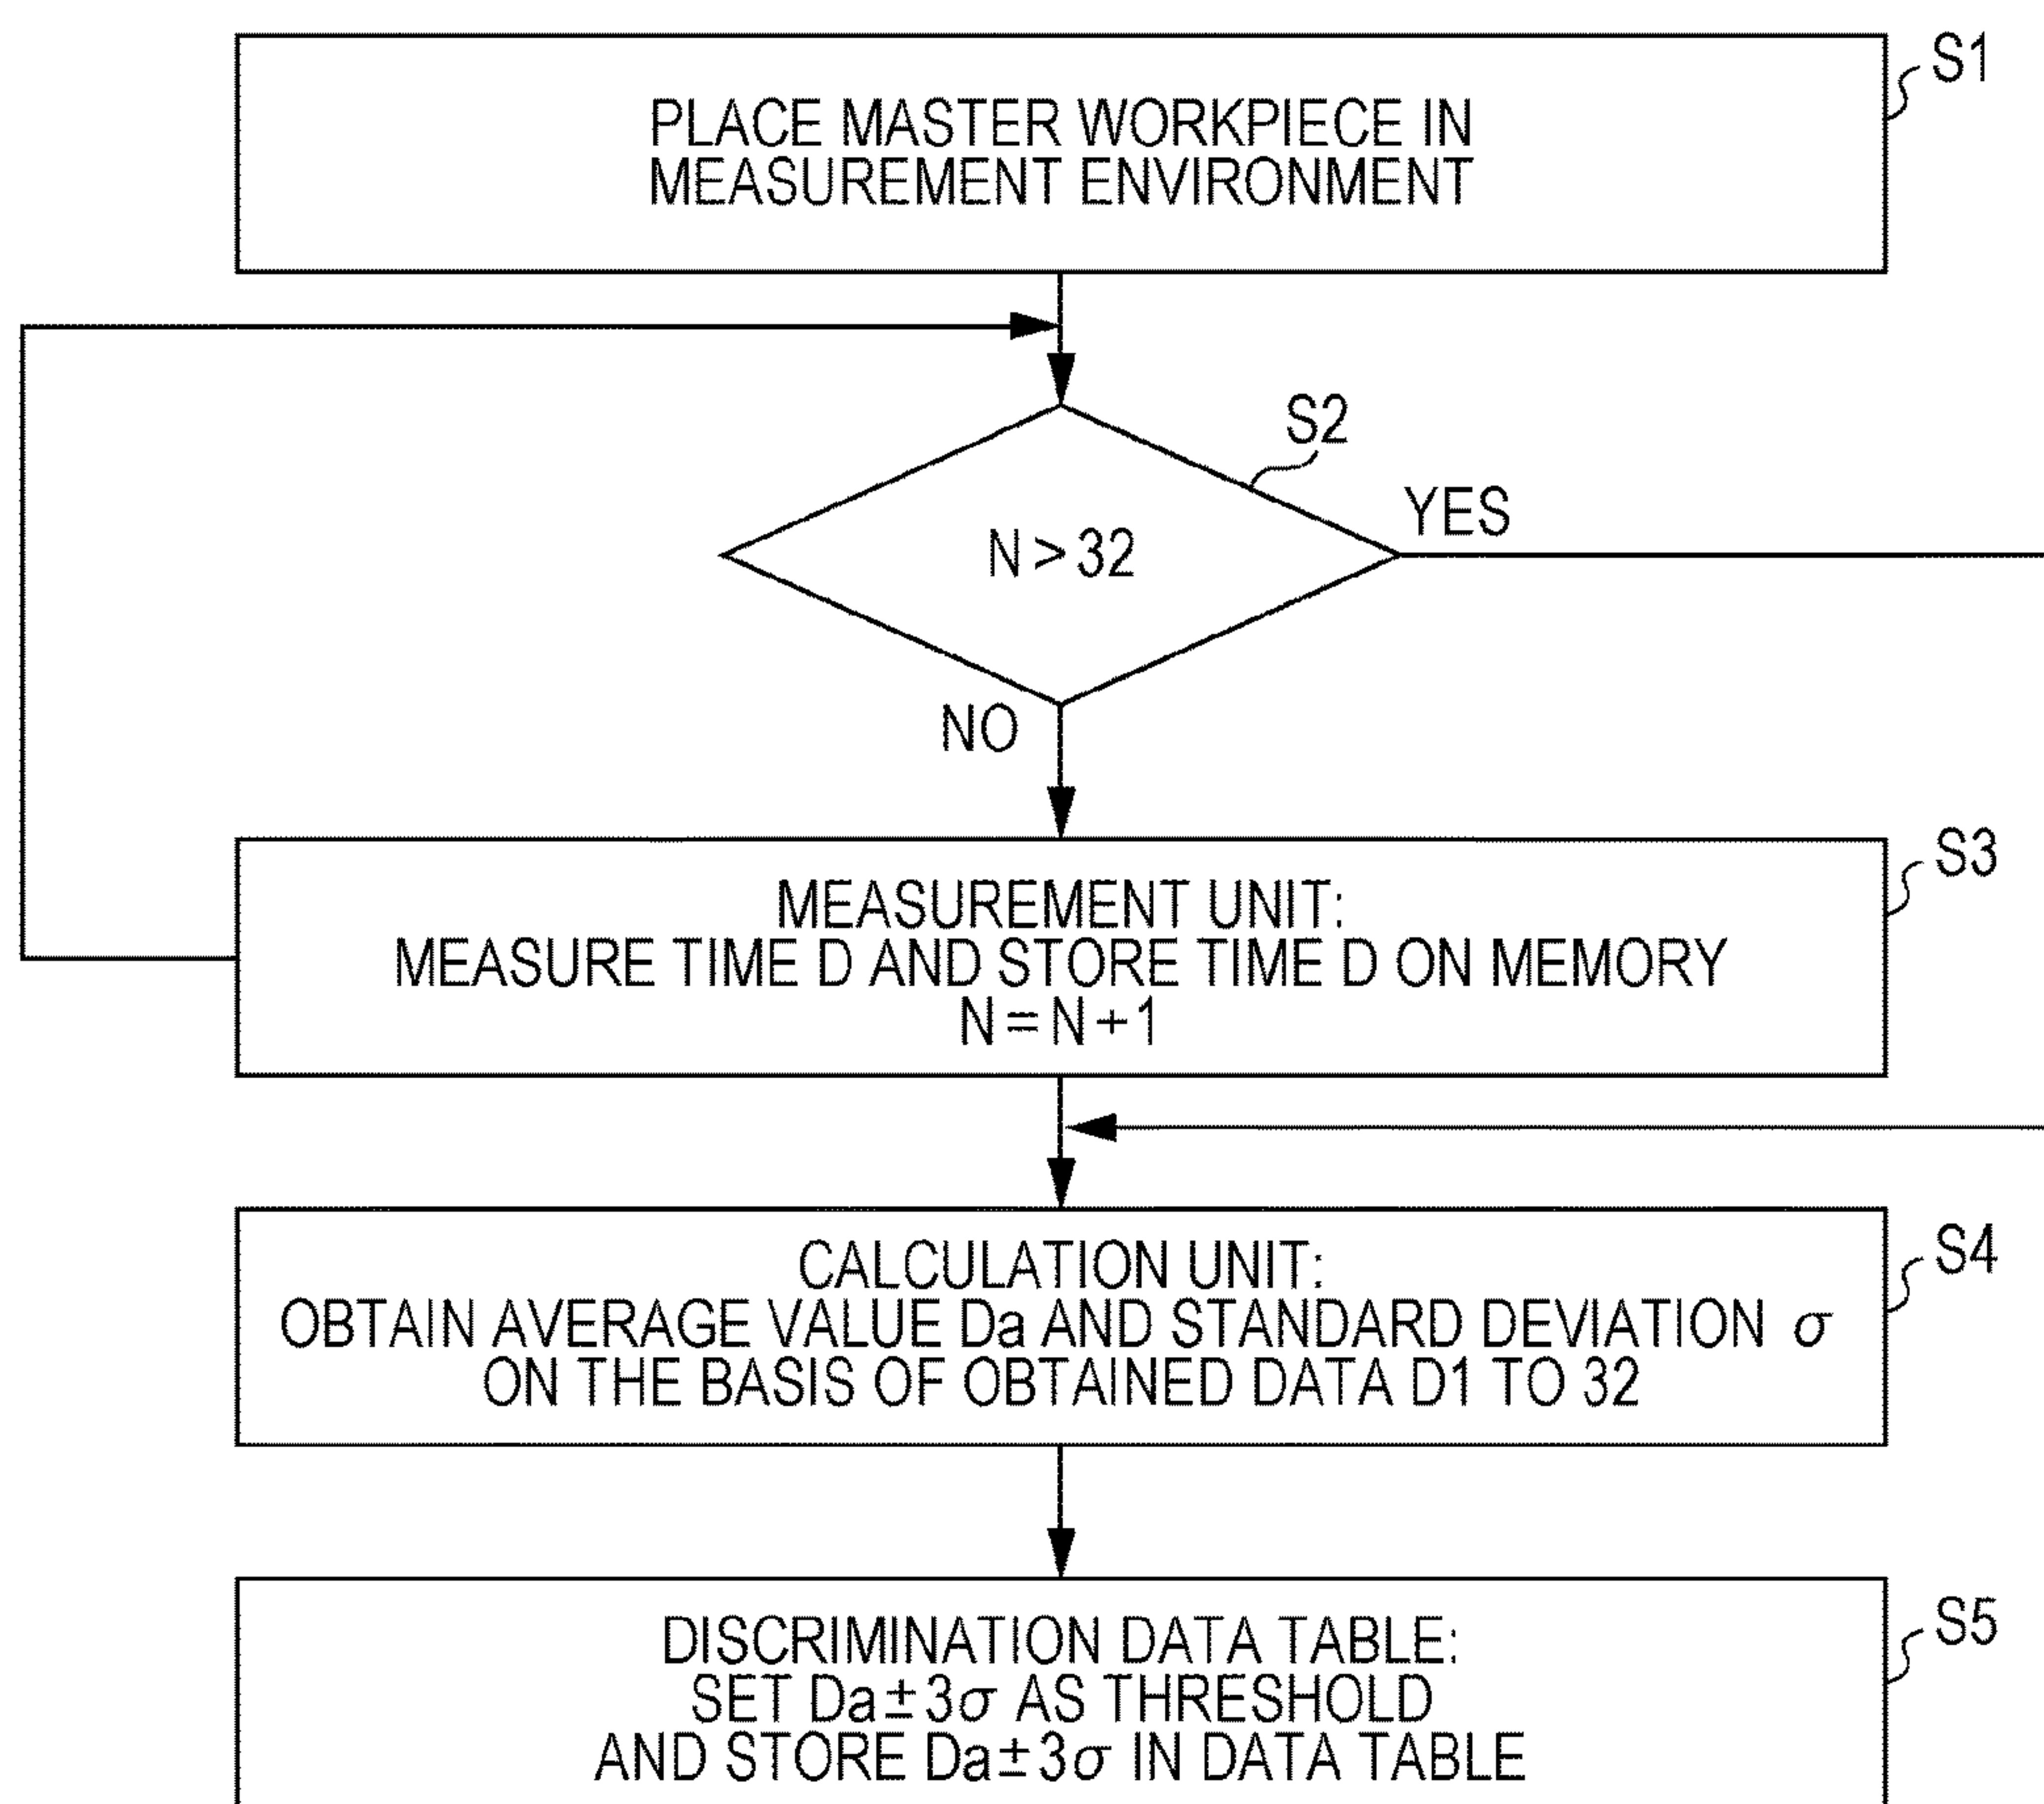 S1
PLACE MASTER WORKPIECE IN
MEASUREMENT ENVIRONMENT
S2
YES
N > 32
NO
S3
MEASUREMENT UNIT:
MEASURE TIME D AND STORE TIME D ON MEMORY
N = N + 1
S4
CALCULATION UNIT:
OBTAIN AVERAGE VALUE Da AND STANDARD DEVIATION σ
ON THE BASIS OF OBTAINED DATA D1 TO 32
S5
DISCRIMINATION DATA TABLE:
SET Da±3σ AS THRESHOLD
AND STORE Da±3σ IN DATA TABLE